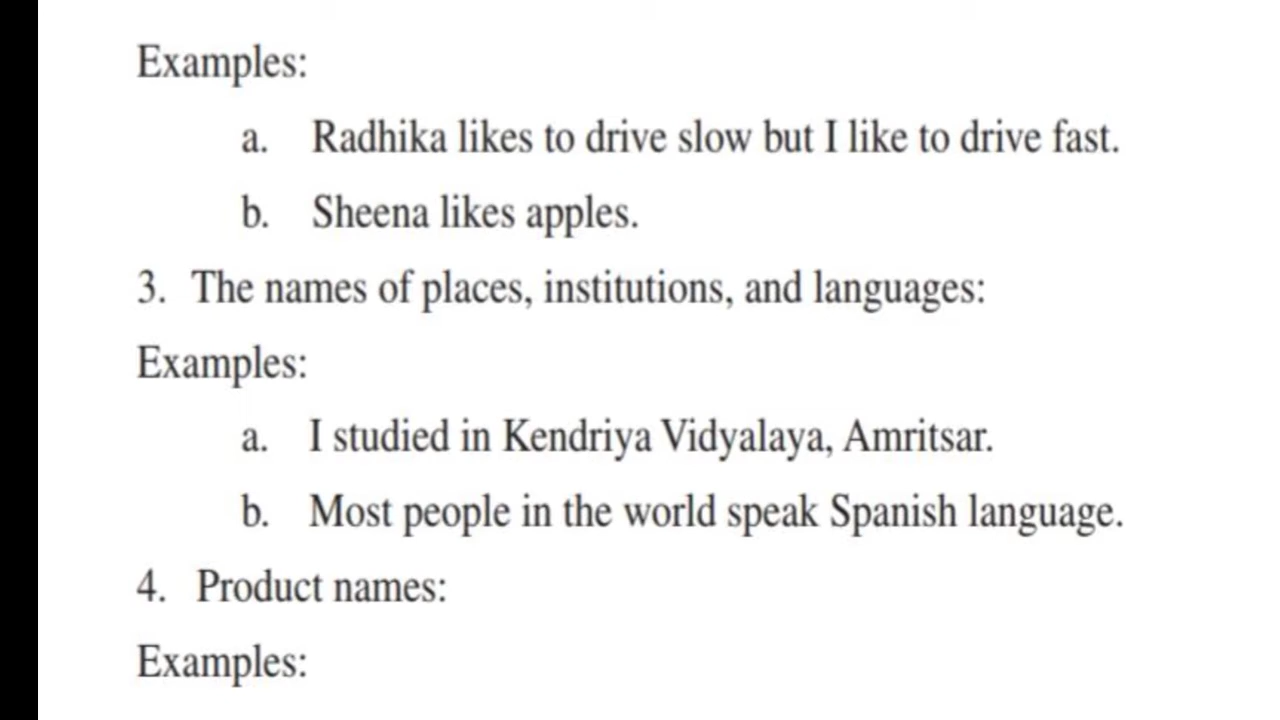 Examples:
a. Radhika likes to drive slow but I like to drive fast.
b. Sheena likes apples.
3. The names of places, institutions, and languages:
Examples:
a. I studied in Kendriya Vidyalaya, Amritsar.
b. Most people in the world speak Spanish language.
4. Product names:
Examples: